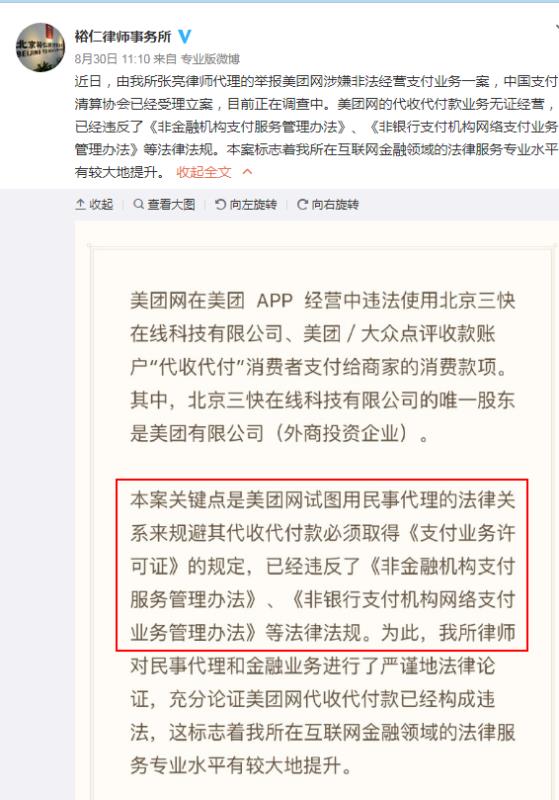 裕仁律师事务所
8月30日 11:10 来自 专业版微博
近日，由我所张亮律师代理的举报美团网涉嫌非法经营支付业务一案，中国支付
清算协会已经受理立案，目前正在调查中。美团网的代收代付款业务无证经营，
已经违反了《非金融机构支付服务管理办法》、《非银行支付机构网络支付业务
管理办法》等法律法规。本案标志着我所在互联网金融领域的法律服务专业水平
有较大地提升。 收起全文
收起 查看大图 向左旋转 向右旋转
美团网在美团 APP 经营中违法使用北京三快
在线科技有限公司、美团／大众点评收款账
户“代收代付”消费者支付给商家的消费款项。
其中，北京三快在线科技有限公司的唯一股东
是美团有限公司（外商投资企业）。
本案关键点是美团网试图用民事代理的法律关
系来规避其代收代付款必须取得《支付业务许
可证》的规定，已经违反了《非金融机构支付
服务管理办法》、《非银行支付机构网络支付
业务管理办法》等法律法规。为此，我所律师
对民事代理和金融业务进行了严谨地法律论
证，充分论证美团网代收代付款已经构成违
法，这标志着我所在互联网金融领域的法律服
务专业水平有较大地提升。